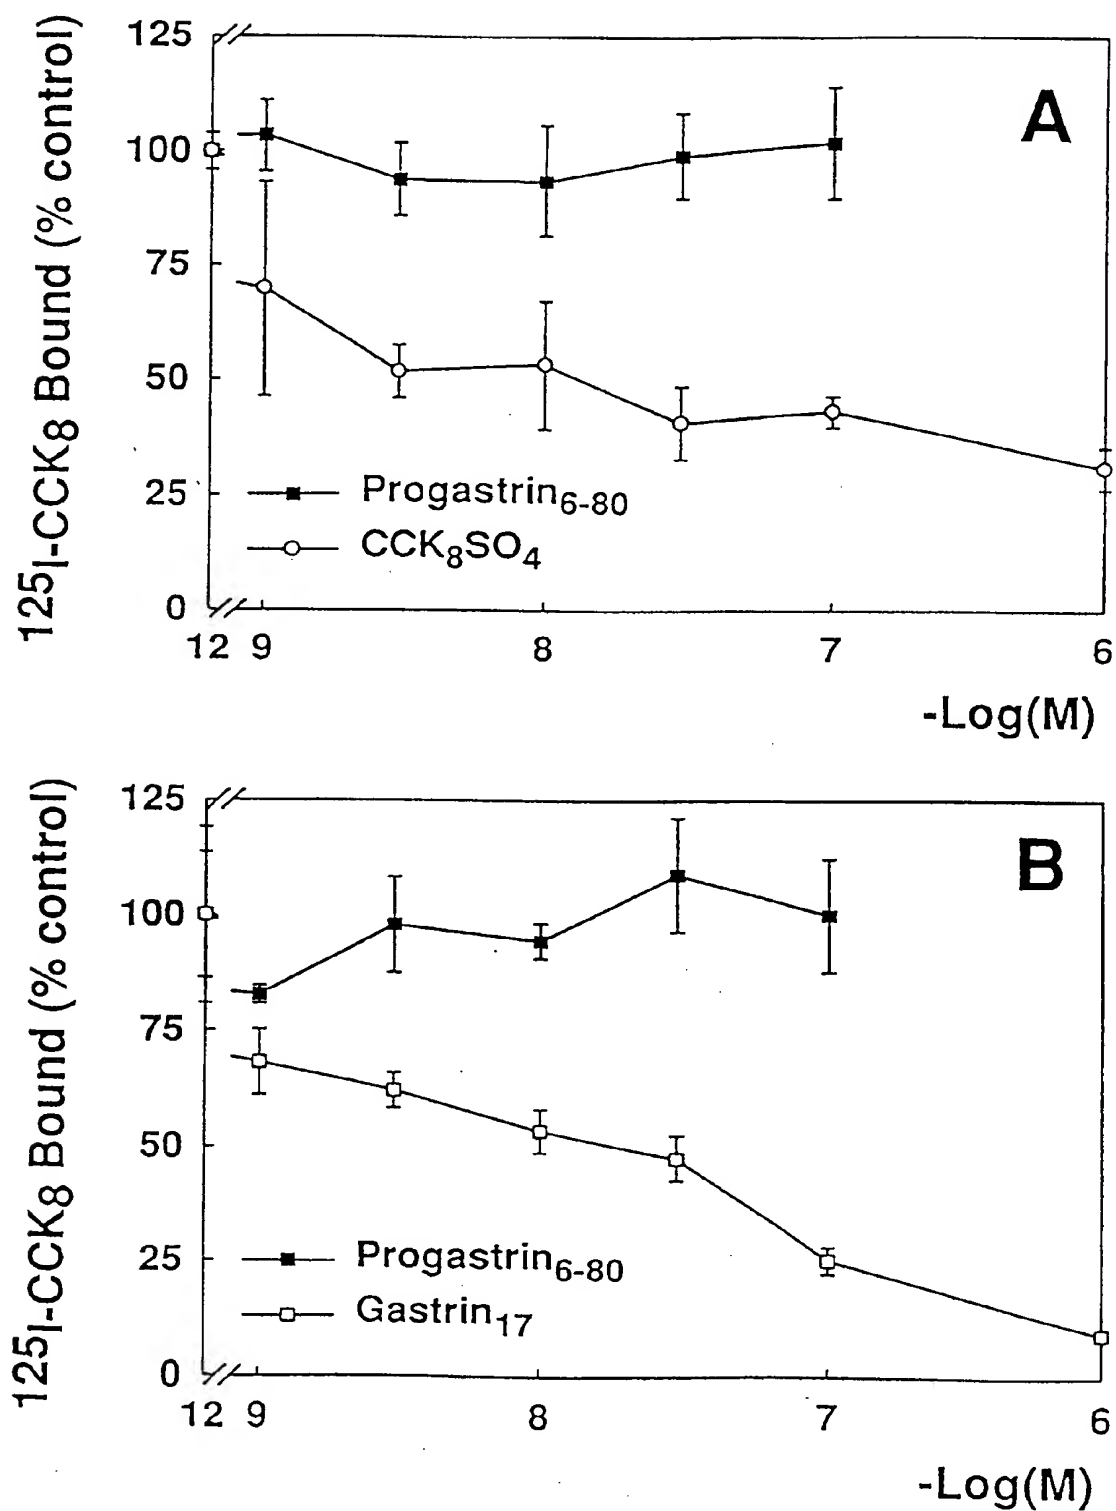 125
A
100
75
50
25
0
¹²⁵I-CCK₈ Bound (% control)
Progastrin₆₋₈₀
CCK₈SO₄
12 9 8 7 6
-Log(M)
125
B
100
75
50
25
0
¹²⁵I-CCK₈ Bound (% control)
Progastrin₆₋₈₀
Gastrin₁₇
12 9 8 7 6
-Log(M)